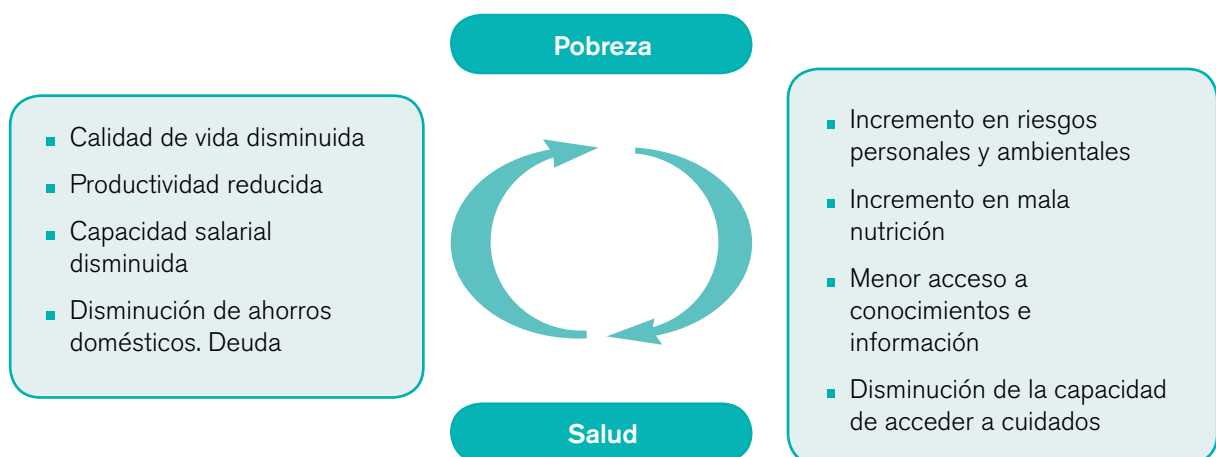 Pobreza
Calidad de vida disminuida
Productividad reducida
Capacidad salarial
disminuida
Disminución de ahorros
domésticos. Deuda
Incremento en riesgos
personales y ambientales
Incremento en mala
nutrición
Menor acceso a
conocimientos e
información
Disminución de la capacidad
de acceder a cuidados
Salud